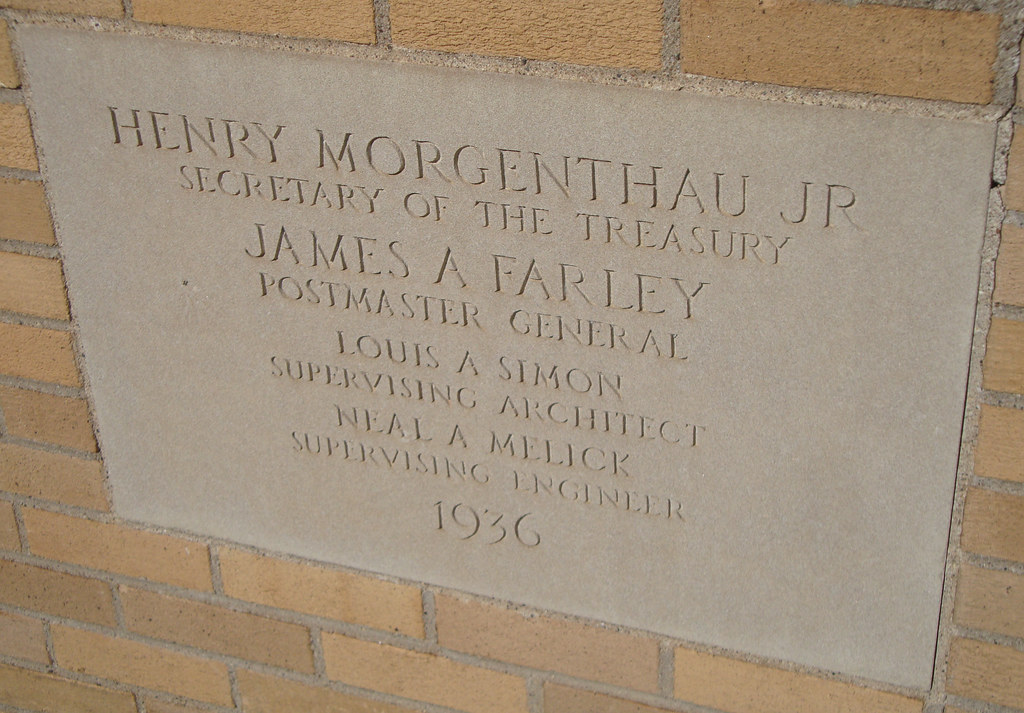 HENRY MORGENTHAU JR
SECRETARY OF THE TREASURY
JAMES A FARLEY
POSTMASTER GENERAL
LOUIS A SIMON
SUPERVISING ARCHITECT
NEAL A MELICK
SUPERVISING ENGINEER
1936